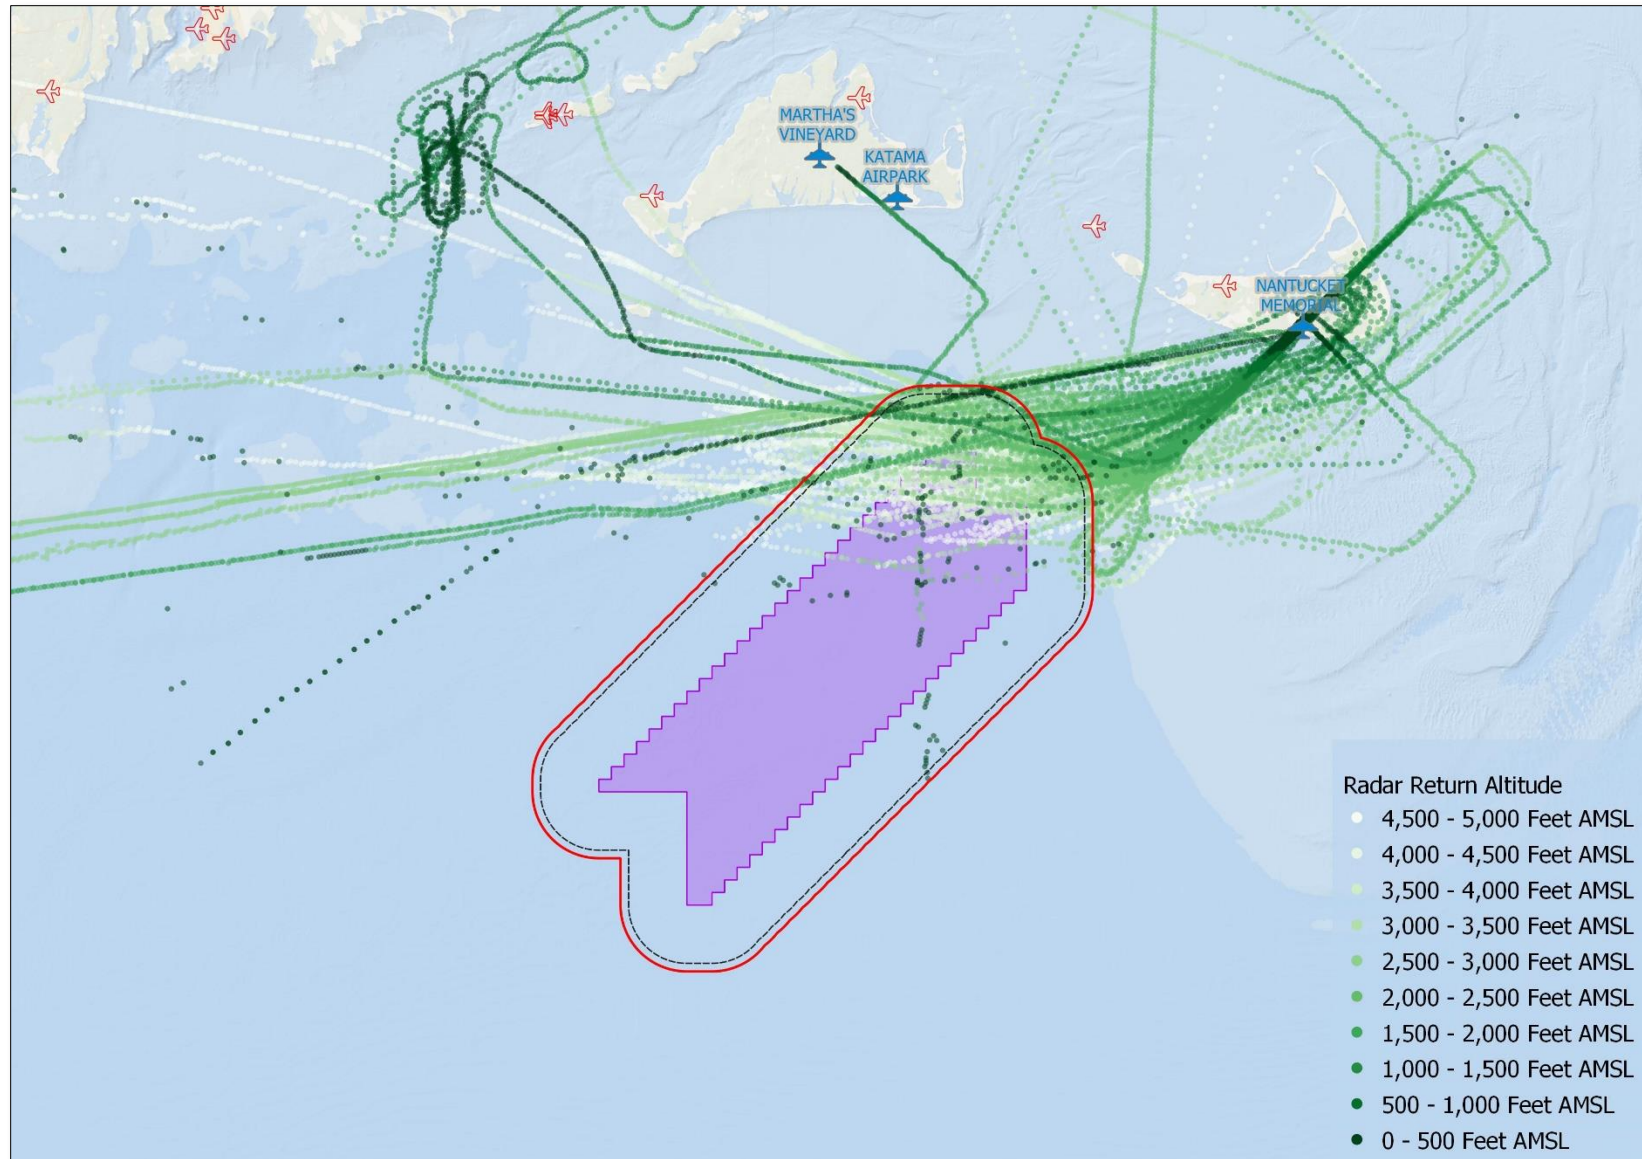 MARTHA'S
VINEYARD
KATAMA
AIRPARK
NANTUCKET
MEMORIAL
Radar Return Altitude
4,500 - 5,000 Feet AMSL
4,000 - 4,500 Feet AMSL
3,500 - 4,000 Feet AMSL
3,000 - 3,500 Feet AMSL
2,500 - 3,000 Feet AMSL
2,000 - 2,500 Feet AMSL
1,500 - 2,000 Feet AMSL
1,000 - 1,500 Feet AMSL
500 - 1,000 Feet AMSL
0 - 500 Feet AMSL